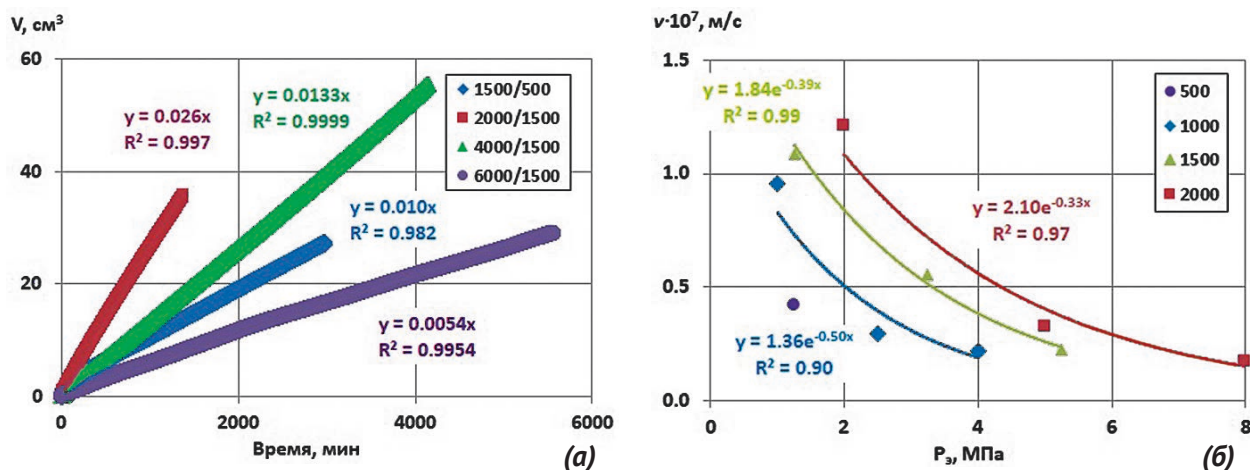 V, см³
60
40
20
0
0
2000
4000
6000
Время, мин
(а)
y = 0.026x
R² = 0.997
y = 0.0133x
R² = 0.9999
y = 0.010x
R² = 0.982
y = 0.0054x
R² = 0.9954
1500/500
2000/1500
4000/1500
6000/1500
v·10⁷, м/с
1.5
1.0
0.5
0.0
0
2
4
6
8
Pэ, МПа
(б)
y = 1.84e^-0.39x
R² = 0.99
y = 2.10e^-0.33x
R² = 0.97
y = 1.36e^-0.50x
R² = 0.90
500
1000
1500
2000